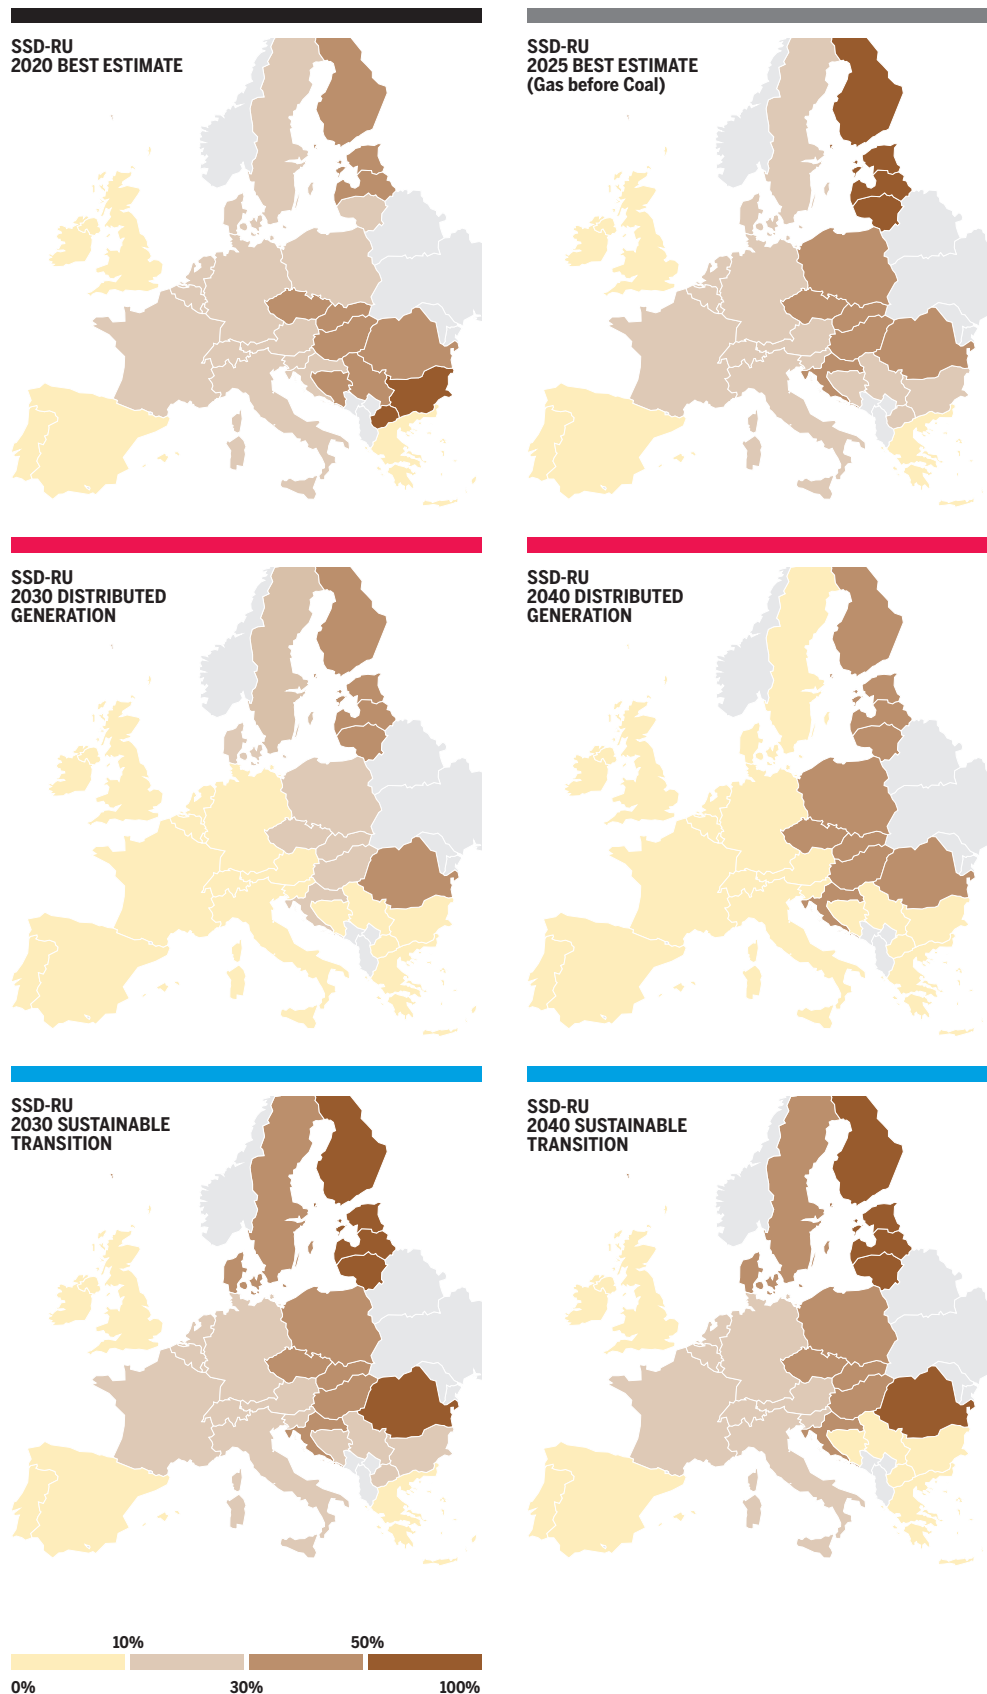 SSD-RU
2020 BEST ESTIMATE
SSD-RU
2025 BEST ESTIMATE
(Gas before Coal)
SSD-RU
2030 DISTRIBUTED
GENERATION
SSD-RU
2040 DISTRIBUTED
GENERATION
SSD-RU
2030 SUSTAINABLE
TRANSITION
SSD-RU
2040 SUSTAINABLE
TRANSITION
10% 50%
0% 30% 100%